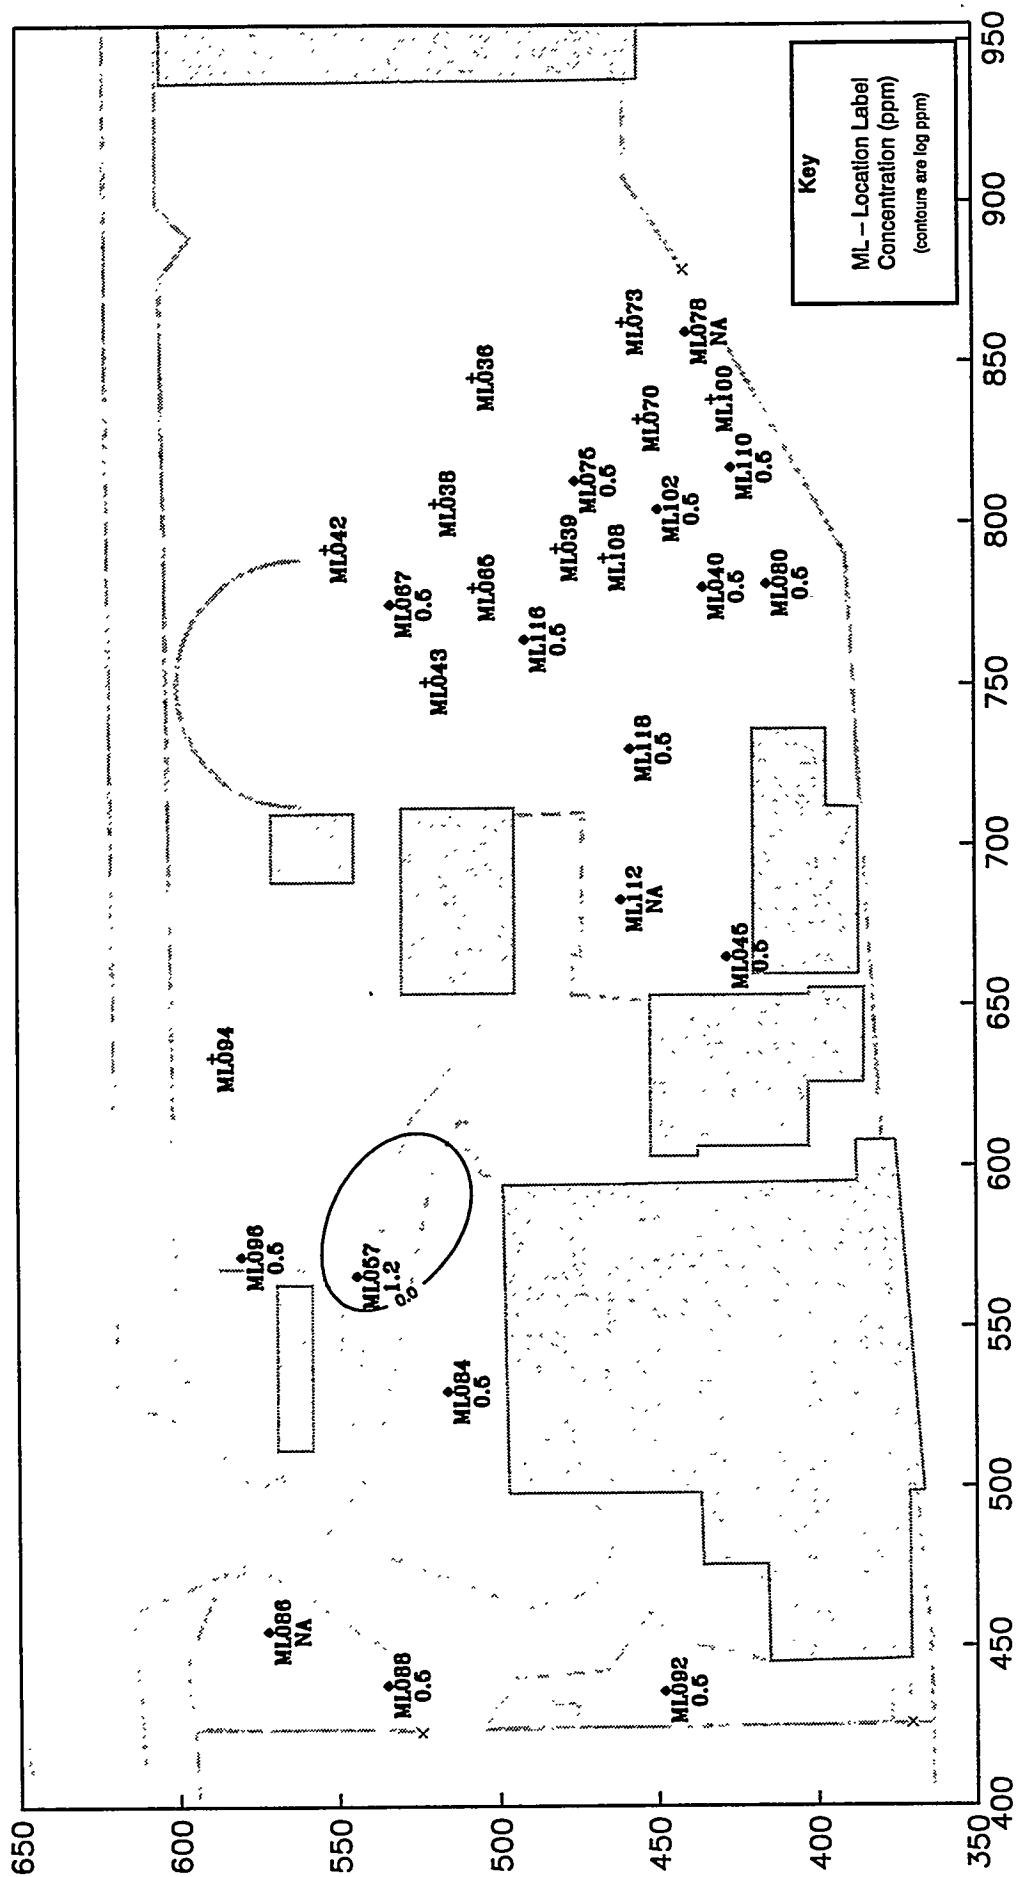 650
600
550
500
450
400
350
400
450
500
550
600
650
700
750
800
850
900
950
ML086
NA
ML088
0.5
ML092
0.5
ML084
0.5
ML096
0.5
ML057
1.2
0.0
ML094
ML045
0.5
ML112
NA
ML118
0.5
ML043
ML116
0.5
ML067
0.5
ML065
ML042
ML038
ML039
ML108
ML040
0.5
ML080
0.5
ML075
0.5
ML102
0.5
ML110
0.5
ML036
ML070
ML100
ML073
ML078
NA
Key
ML – Location Label
Concentration (ppm)
(contours are log ppm)